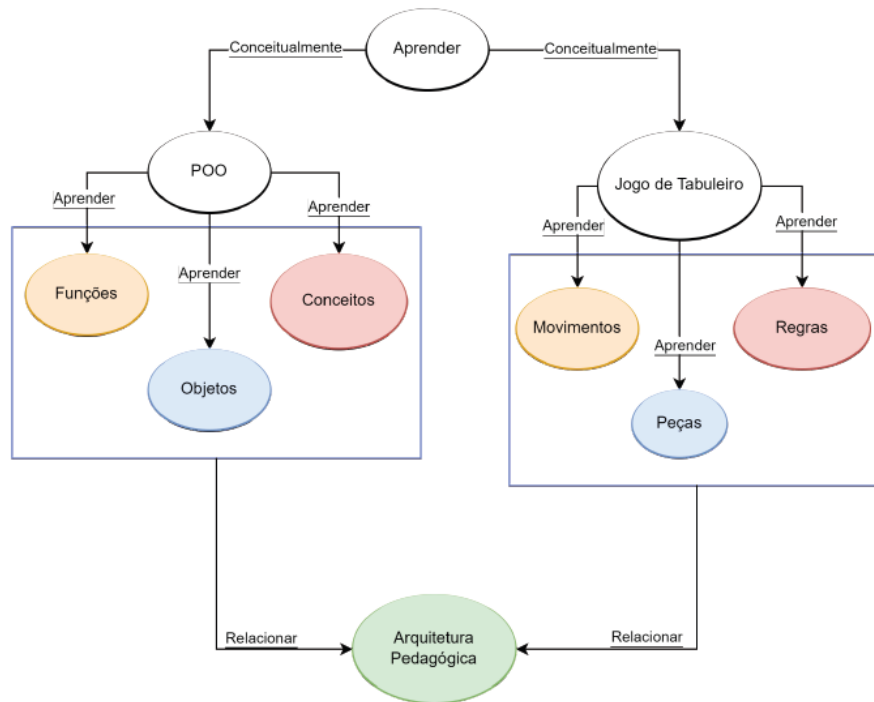 Aprender
Conceitualmente
Conceitualmente
POO
Jogo de Tabuleiro
Aprender
Aprender
Aprender
Aprender
Aprender
Aprender
Funções
Conceitos
Objetos
Movimentos
Regras
Peças
Relacionar
Relacionar
Arquitetura
Pedagógica